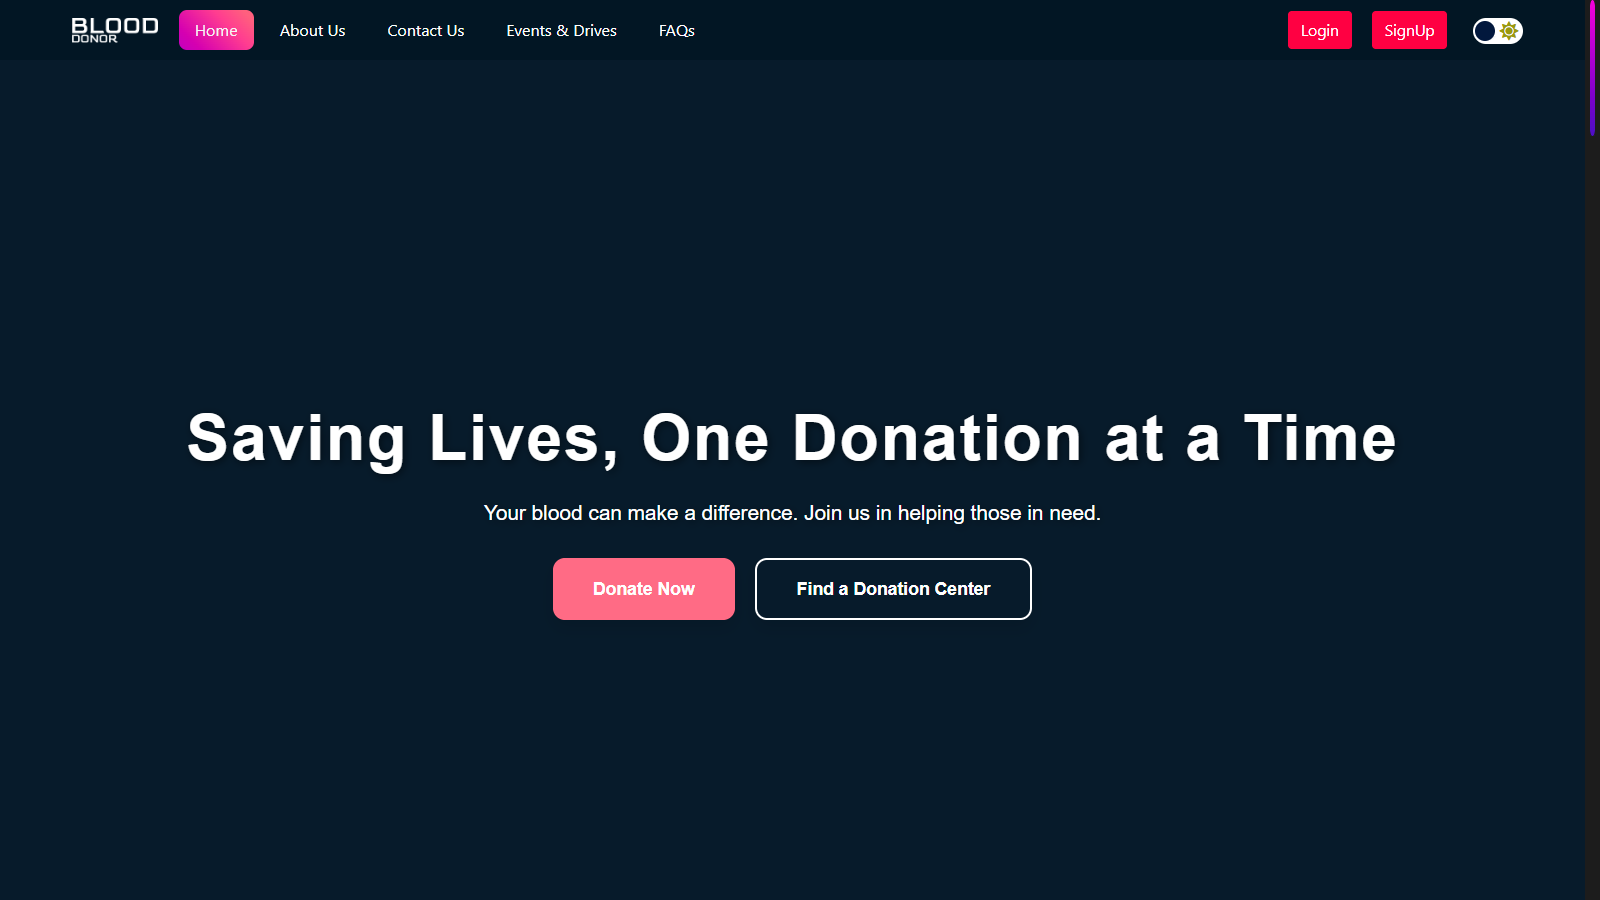 BLOOD
DONOR
Home
About Us
Contact Us
Events & Drives
FAQs
Login
SignUp
Saving Lives, One Donation at a Time
Your blood can make a difference. Join us in helping those in need.
Donate Now
Find a Donation Center